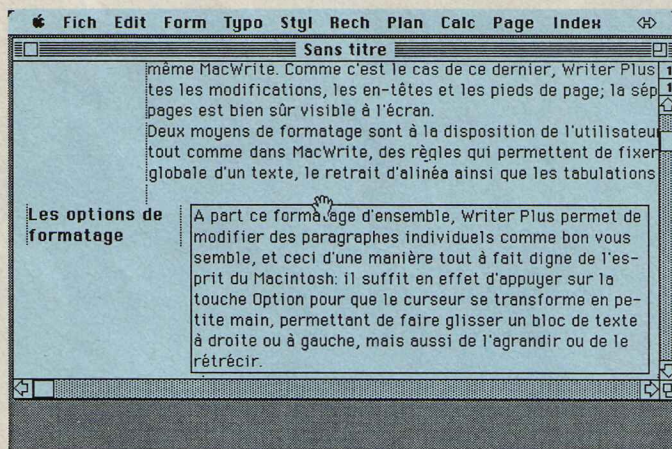 Fich Edit Form Typo Styl Rech Plan Calc Page Index
Sans titre
même MacWrite. Comme c'est le cas de ce dernier, Writer Plus
tes les modifications, les en-têtes et les pieds de page; la sép
pages est bien sûr visible à l'écran.
Deux moyens de formatage sont à la disposition de l'utilisateu
tout comme dans MacWrite, des règles qui permettent de fixer
globale d'un texte, le retrait d'alinéa ainsi que les tabulations
Les options de
formatage
A part ce formatage d'ensemble, Writer Plus permet de
modifier des paragraphes individuels comme bon vous
semble, et ceci d'une manière tout à fait digne de l'es-
prit du Macintosh: il suffit en effet d'appuyer sur la
touche Option pour que le curseur se transforme en pe-
tite main, permettant de faire glisser un bloc de texte
à droite ou à gauche, mais aussi de l'agrandir ou de le
rétrécir.